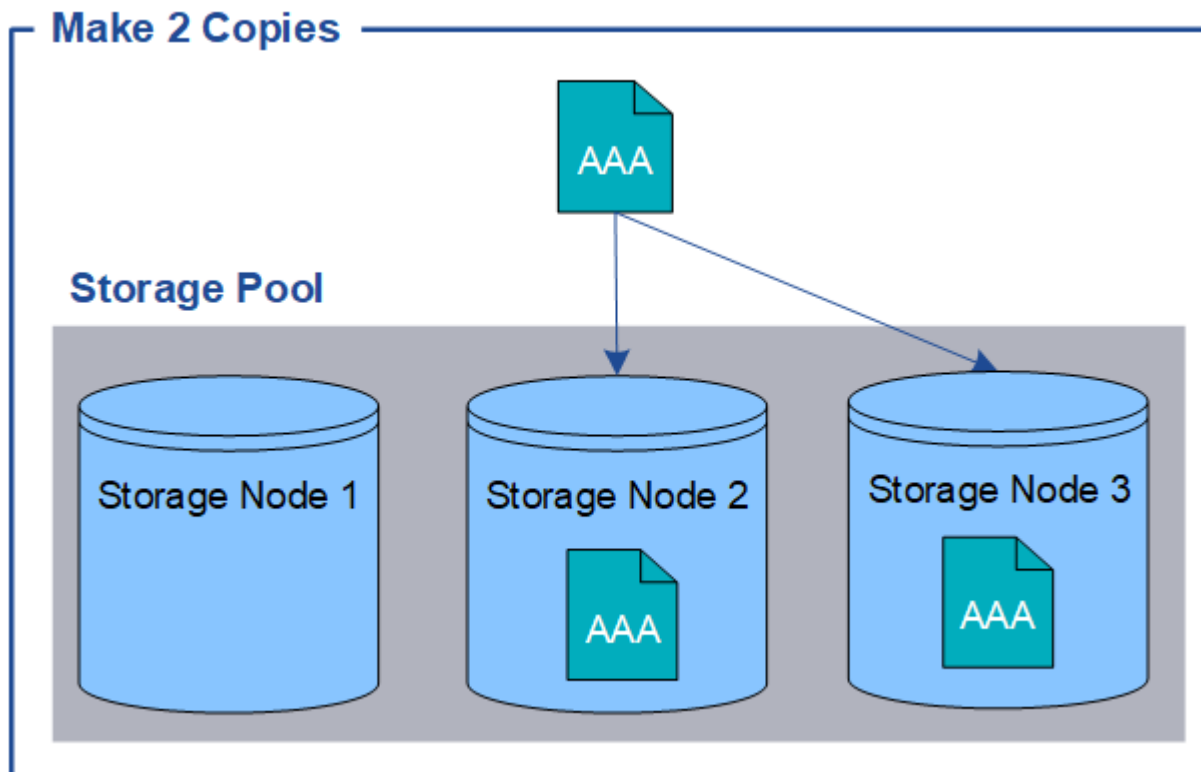 Make 2 Copies
AAA
Storage Pool
Storage Node 1
Storage Node 2
Storage Node 3
AAA
AAA